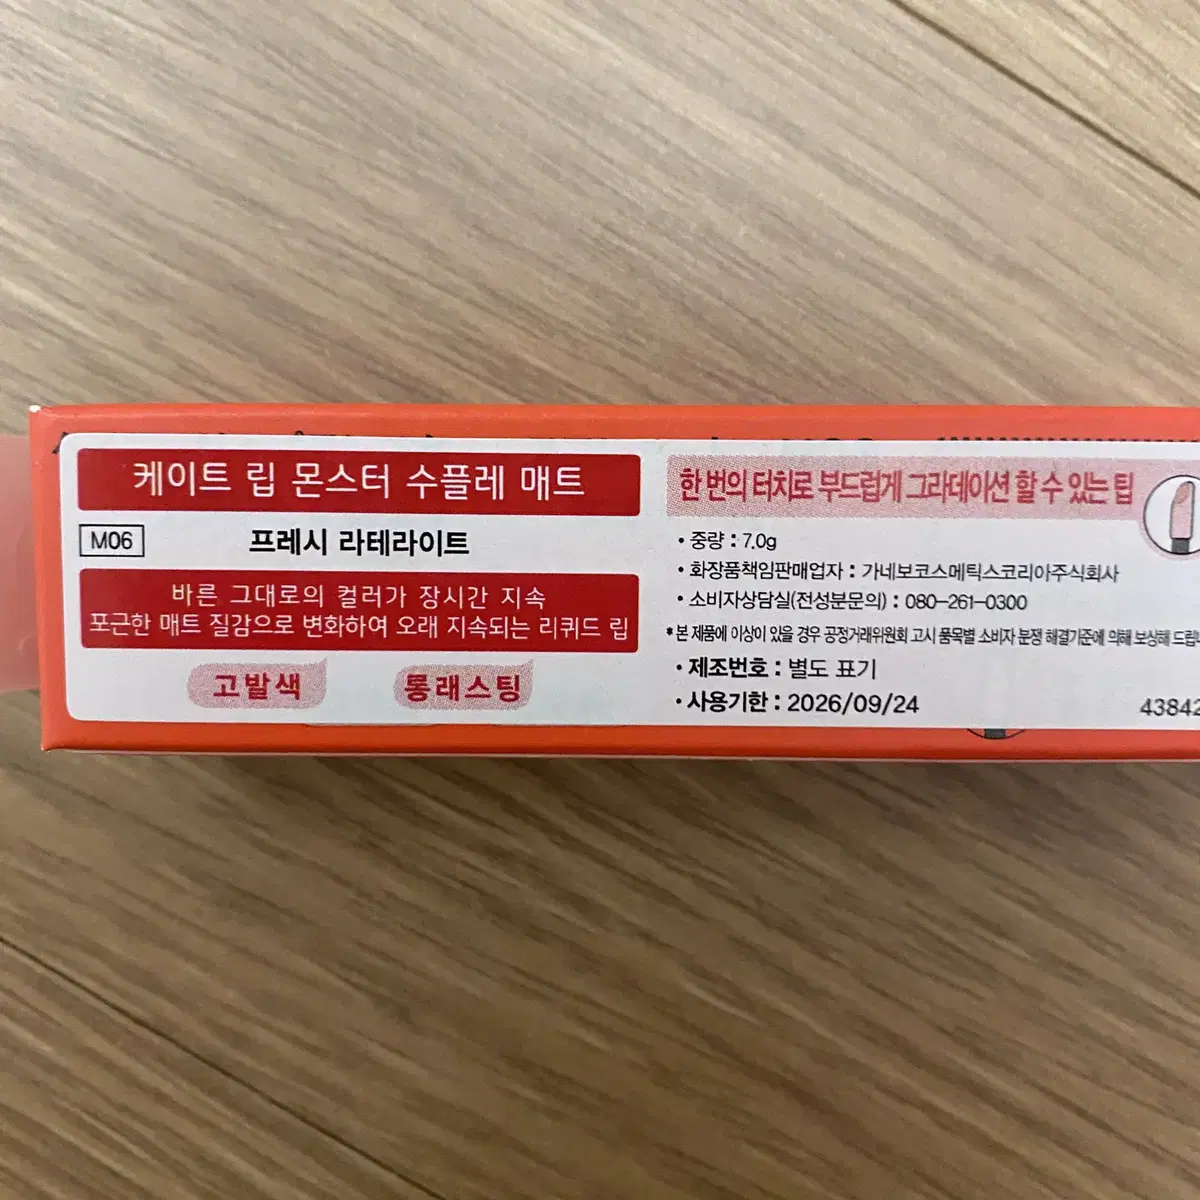 케이트 립 몬스터 수플레 매트
M06 프레시 라테라이트
바른 그대로의 컬러가 장시간 지속
포근한 매트 질감으로 변화하여 오래 지속되는 리퀴드 립
고발색 롱래스팅
한 번의 터치로 부드럽게 그라데이션 할 수 있는 팁
• 중량 : 7.0g
• 화장품책임판매업자 : 가네보코스메틱스코리아주식회사
• 소비자상담실(전성분문의) : 080-261-0300
* 본 제품에 이상이 있을 경우 공정거래위원회 고시 품목별 소비자 분쟁 해결기준에 의해 보상해 드립니
• 제조번호 : 별도 표기
• 사용기한 : 2026/09/24
43842